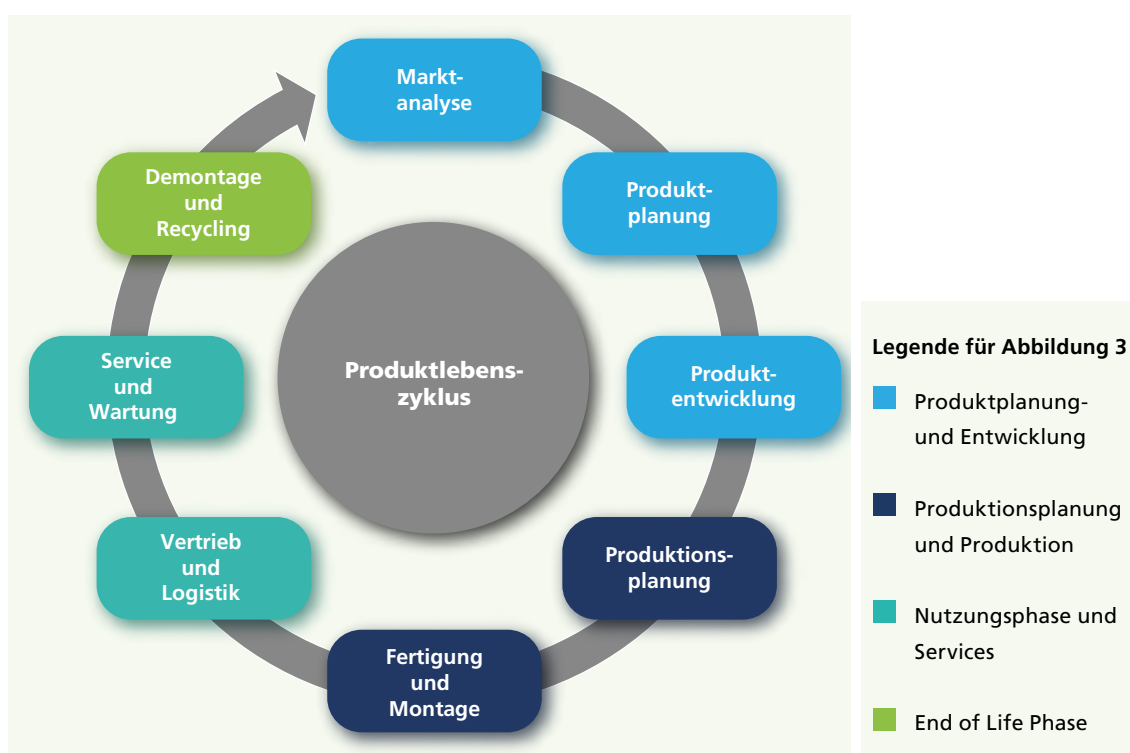 Markt-
analyse
Produkt-
planung
Produkt-
entwicklung
Produktions-
planung
Fertigung
und
Montage
Vertrieb
und
Logistik
Service
und
Wartung
Demontage
und
Recycling
Produktlebens-
zyklus
Legende für Abbildung 3
Produktplanung-
und Entwicklung
Produktionsplanung
und Produktion
Nutzungsphase und
Services
End of Life Phase